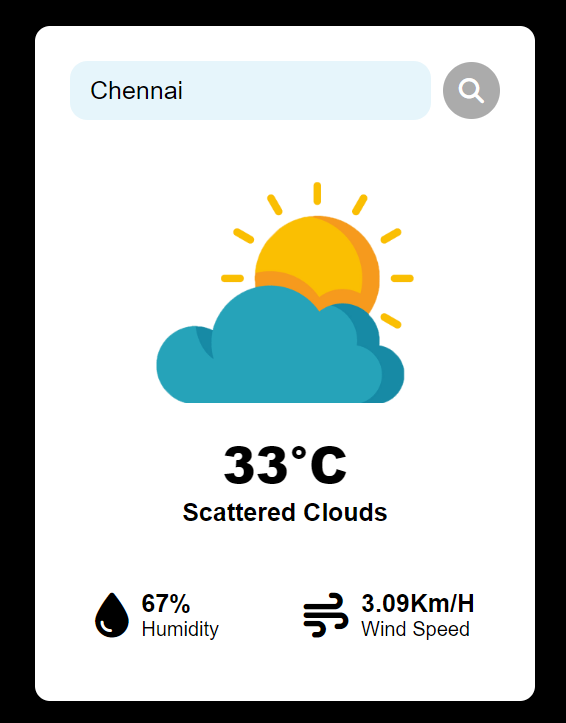 Chennai
33°C
Scattered Clouds
67%
Humidity
3.09Km/H
Wind Speed